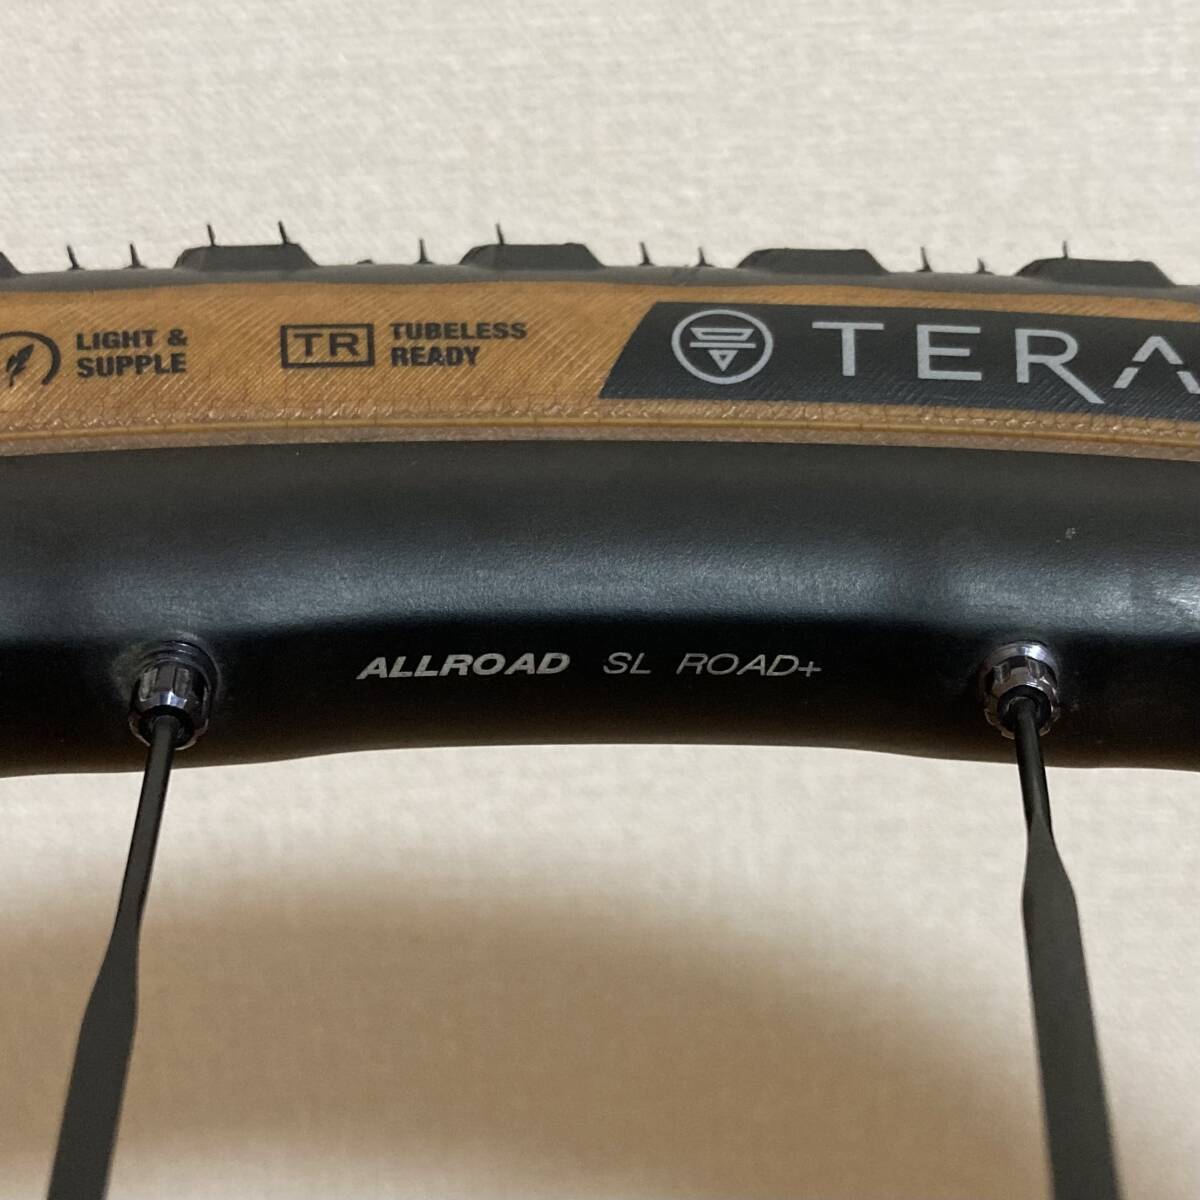 LIGHT &
SUPPLE
TR
TUBELESS
READY
TERA
ALLROAD SL ROAD+